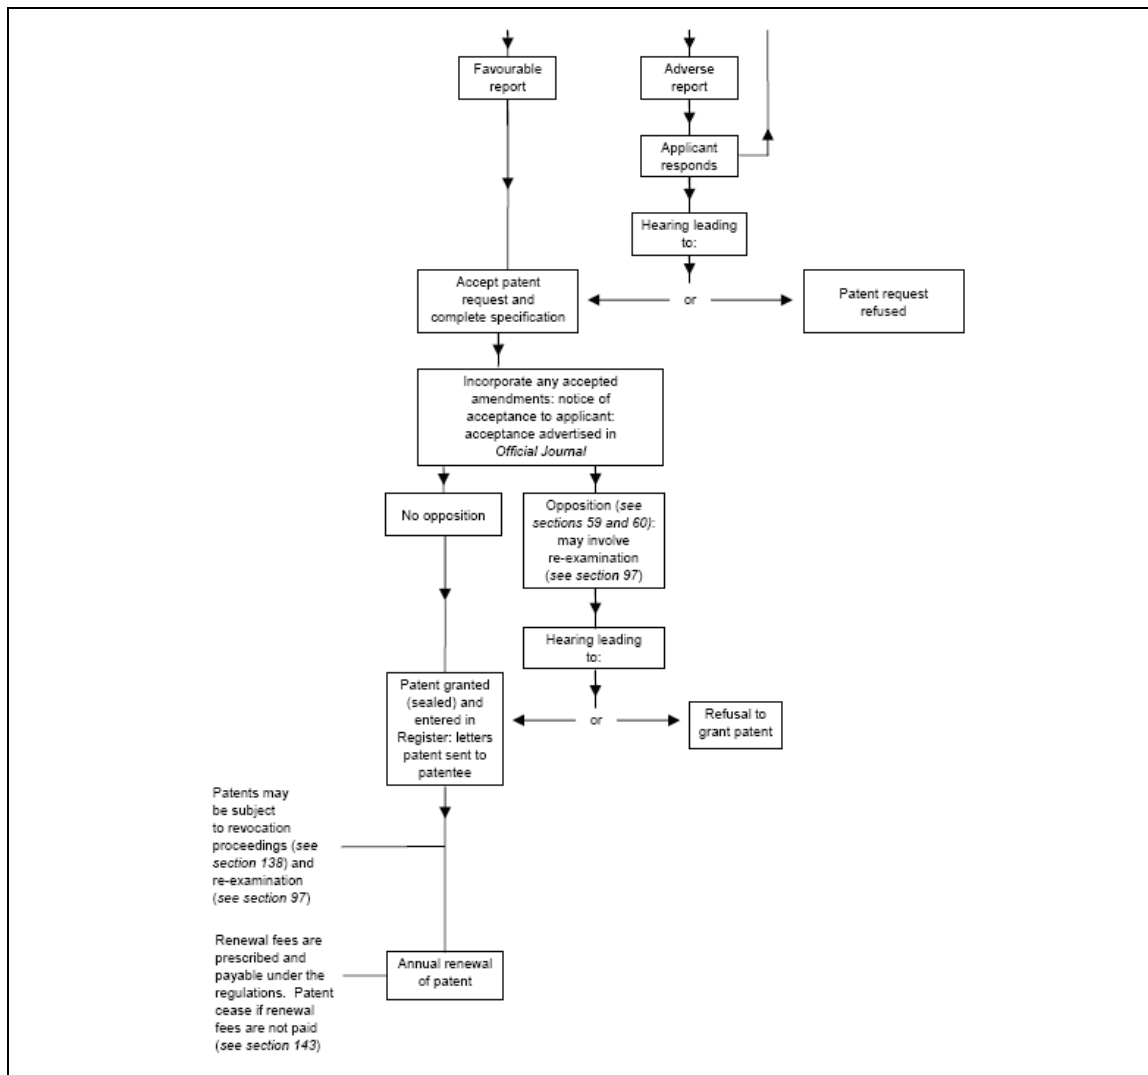 Favourable
report
Adverse
report
Applicant
responds
Hearing leading
to:
Accept patent
request and
complete specification
or
Patent request
refused
Incorporate any accepted
amendments: notice of
acceptance to applicant:
acceptance advertised in
Official Journal
No opposition
Opposition (see
sections 59 and 60):
may involve
re-examination
(see section 97)
Hearing leading
to:
Patent granted
(sealed) and
entered in
Register: letters
patent sent to
patentee
or
Refusal to
grant patent
Patents may
be subject
to revocation
proceedings (see
section 138) and
re-examination
(see section 97)
Renewal fees are
prescribed and
payable under the
regulations. Patent
cease if renewal
fees are not paid
(see section 143)
Annual renewal
of patent